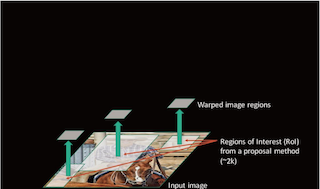 Warped image regions
Regions of Interest (RoI)
from a proposal method
(~2k)
Input image